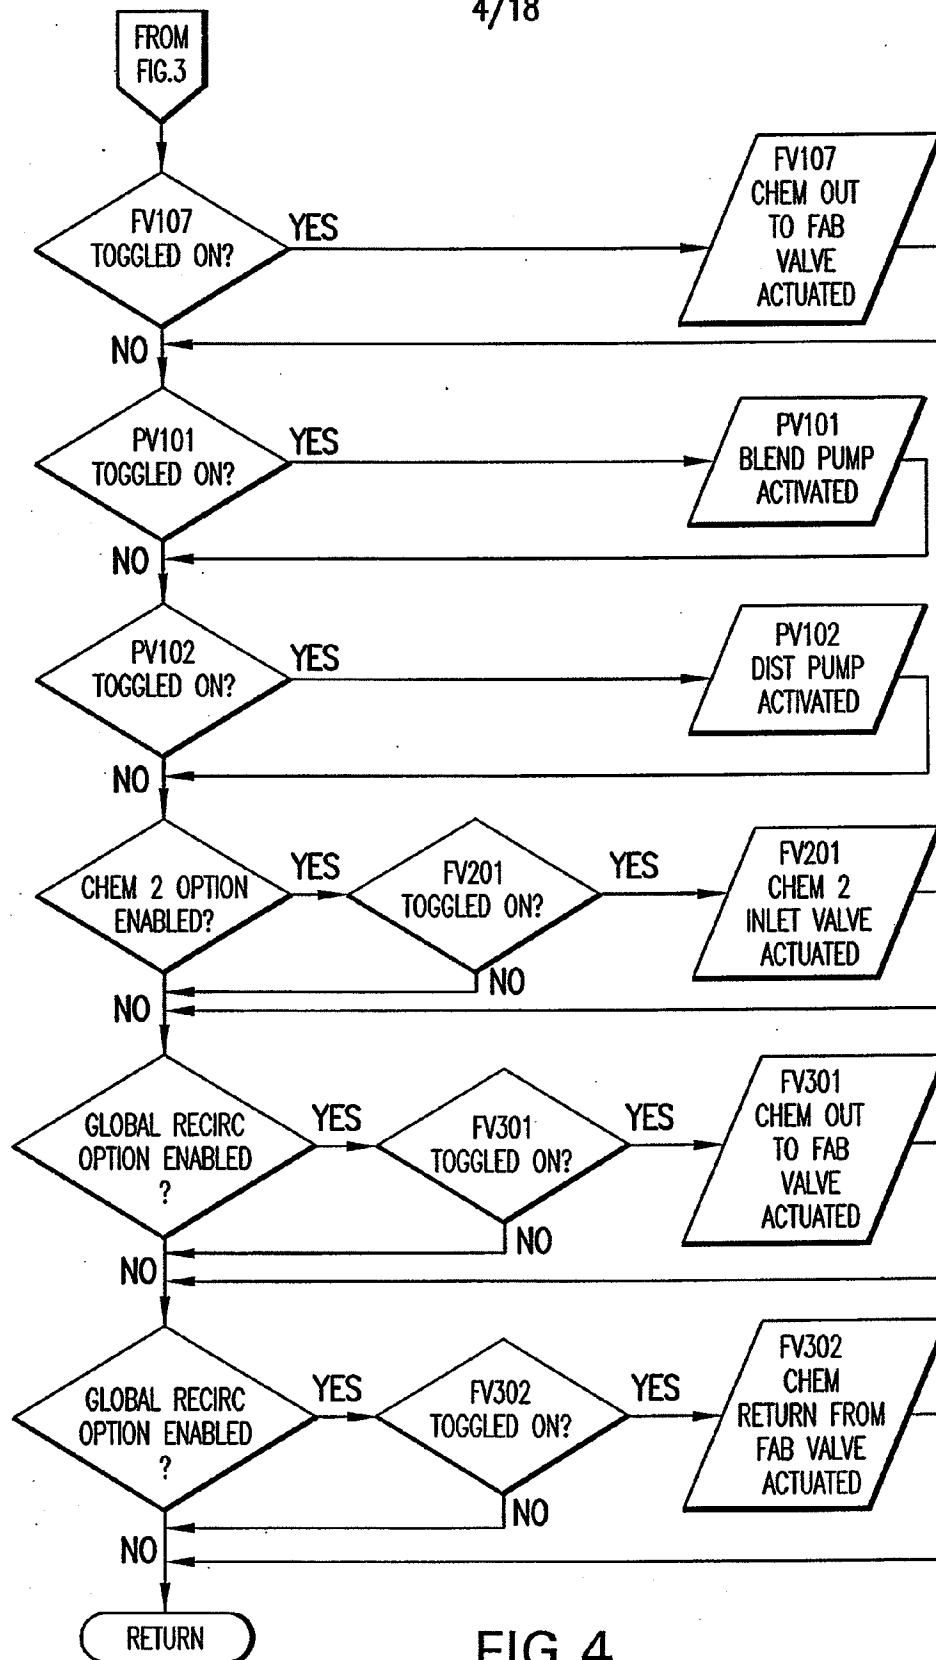 4/18
FROM
FIG.3
FV107
TOGGLED ON?
YES
FV107
CHEM OUT
TO FAB
VALVE
ACTUATED
NO
PV101
TOGGLED ON?
YES
PV101
BLEND PUMP
ACTIVATED
NO
PV102
TOGGLED ON?
YES
PV102
DIST PUMP
ACTIVATED
NO
CHEM 2 OPTION
ENABLED?
YES
FV201
TOGGLED ON?
YES
FV201
CHEM 2
INLET VALVE
ACTUATED
NO
NO
GLOBAL RECIRC
OPTION ENABLED
?
YES
FV301
TOGGLED ON?
YES
FV301
CHEM OUT
TO FAB
VALVE
ACTUATED
NO
NO
GLOBAL RECIRC
OPTION ENABLED
?
YES
FV302
TOGGLED ON?
YES
FV302
CHEM
RETURN FROM
FAB VALVE
ACTUATED
NO
NO
RETURN
FIG.4